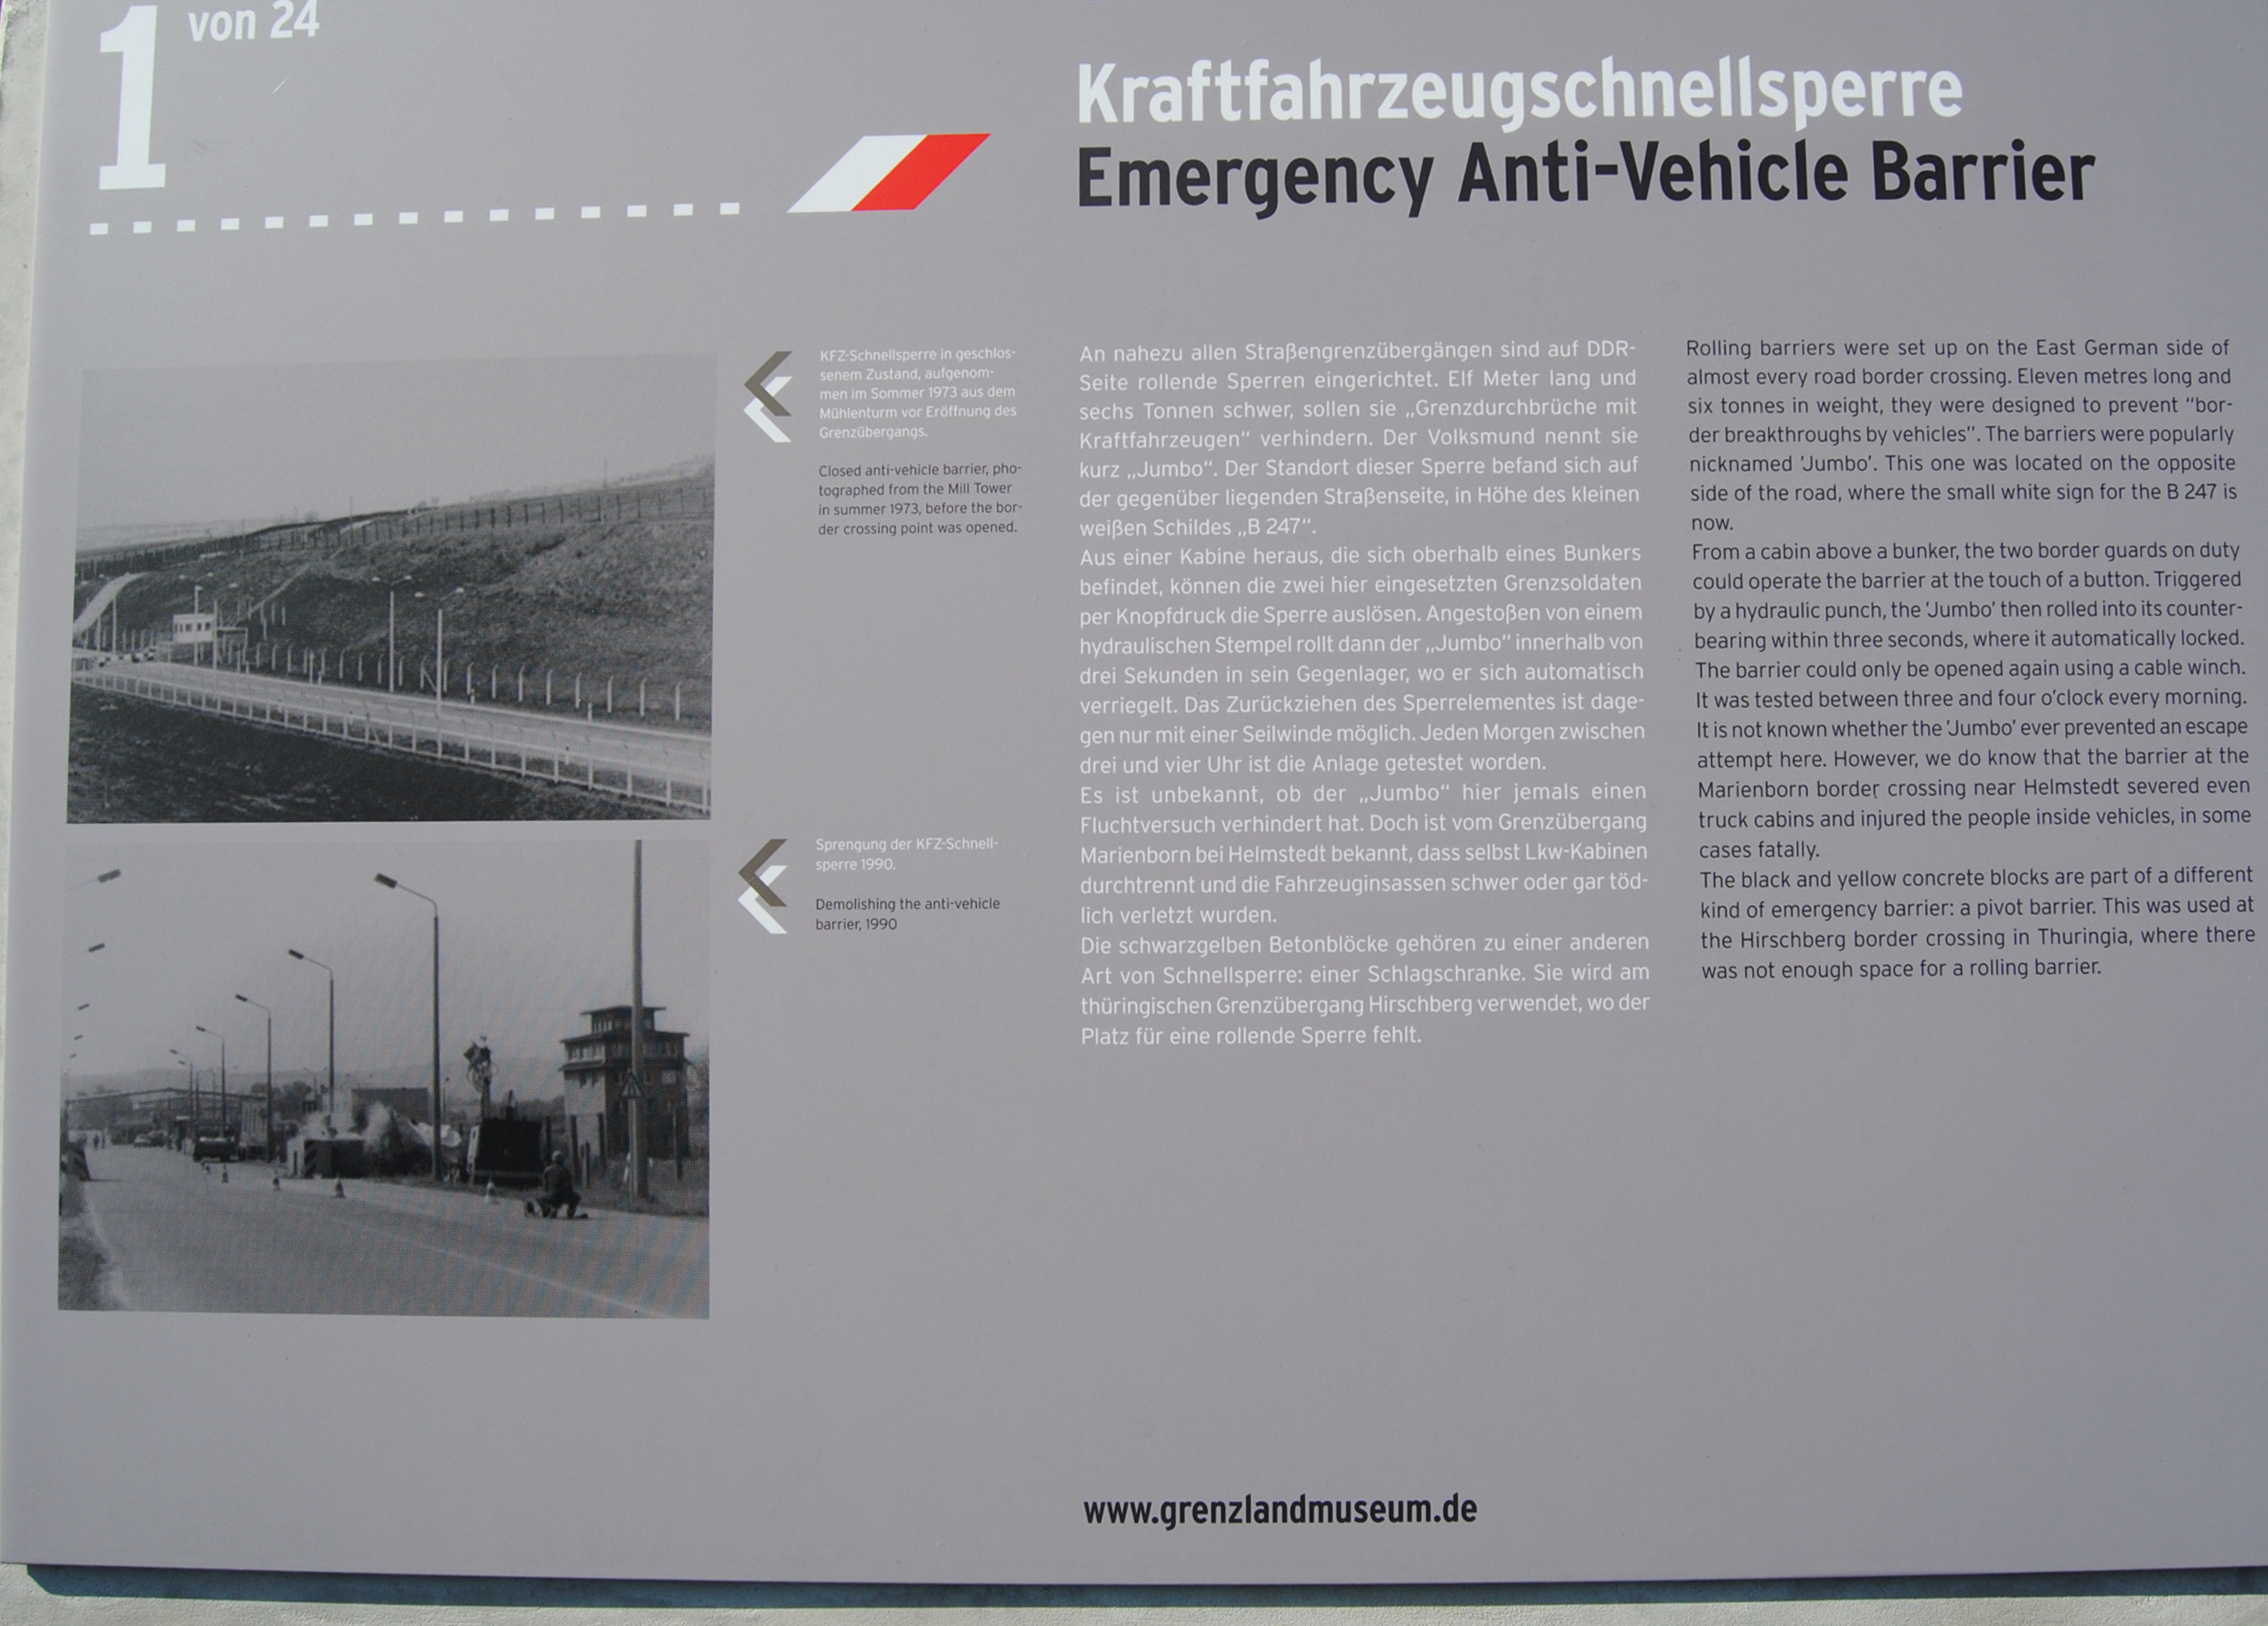 1 von 24
Kraftfahrzeugschnellsperre
Emergency Anti-Vehicle Barrier
KFZ-Schnellsperre in geschlos-
senem Zustand, aufgenom-
men im Sommer 1973 aus dem
Mühlenturm vor Eröffnung des
Grenzübergangs.
Closed anti-vehicle barrier, pho-
tographed from the Mill Tower
in summer 1973, before the bor-
der crossing point was opened.
Sprengung der KFZ-Schnell-
sperre 1990.
Demolishing the anti-vehicle
barrier, 1990
An nahezu allen Straßengrenzübergängen sind auf DDR-
Seite rollende Sperren eingerichtet. Elf Meter lang und
sechs Tonnen schwer, sollen sie „Grenzdurchbrüche mit
Kraftfahrzeugen“ verhindern. Der Volksmund nennt sie
kurz „Jumbo“. Der Standort dieser Sperre befand sich auf
der gegenüber liegenden Straßenseite, in Höhe des kleinen
weißen Schildes „B 247“.
Aus einer Kabine heraus, die sich oberhalb eines Bunkers
befindet, können die zwei hier eingesetzten Grenzsoldaten
per Knopfdruck die Sperre auslösen. Angestoßen von einem
hydraulischen Stempel rollt dann der „Jumbo“ innerhalb von
drei Sekunden in sein Gegenlager, wo er sich automatisch
verriegelt. Das Zurückziehen des Sperrelementes ist dage-
gen nur mit einer Seilwinde möglich. Jeden Morgen zwischen
drei und vier Uhr ist die Anlage getestet worden.
Es ist unbekannt, ob der „Jumbo“ hier jemals einen
Fluchtversuch verhindert hat. Doch ist vom Grenzübergang
Marienborn bei Helmstedt bekannt, dass selbst Lkw-Kabinen
durchtrennt und die Fahrzeuginsassen schwer oder gar töd-
lich verletzt wurden.
Die schwarzgelben Betonblöcke gehören zu einer anderen
Art von Schnellsperre: einer Schlagschranke. Sie wird am
thüringischen Grenzübergang Hirschberg verwendet, wo der
Platz für eine rollende Sperre fehlt.
Rolling barriers were set up on the East German side of
almost every road border crossing. Eleven metres long and
six tonnes in weight, they were designed to prevent “bor-
der breakthroughs by vehicles”. The barriers were popularly
nicknamed ‘Jumbo’. This one was located on the opposite
side of the road, where the small white sign for the B 247 is
now.
From a cabin above a bunker, the two border guards on duty
could operate the barrier at the touch of a button. Triggered
by a hydraulic punch, the ‘Jumbo’ then rolled into its counter-
bearing within three seconds, where it automatically locked.
The barrier could only be opened again using a cable winch.
It was tested between three and four o’clock every morning.
It is not known whether the ‘Jumbo’ ever prevented an escape
attempt here. However, we do know that the barrier at the
Marienborn border crossing near Helmstedt severed even
truck cabins and injured the people inside vehicles, in some
cases fatally.
The black and yellow concrete blocks are part of a different
kind of emergency barrier: a pivot barrier. This was used at
the Hirschberg border crossing in Thuringia, where there
was not enough space for a rolling barrier.
www.grenzlandmuseum.de